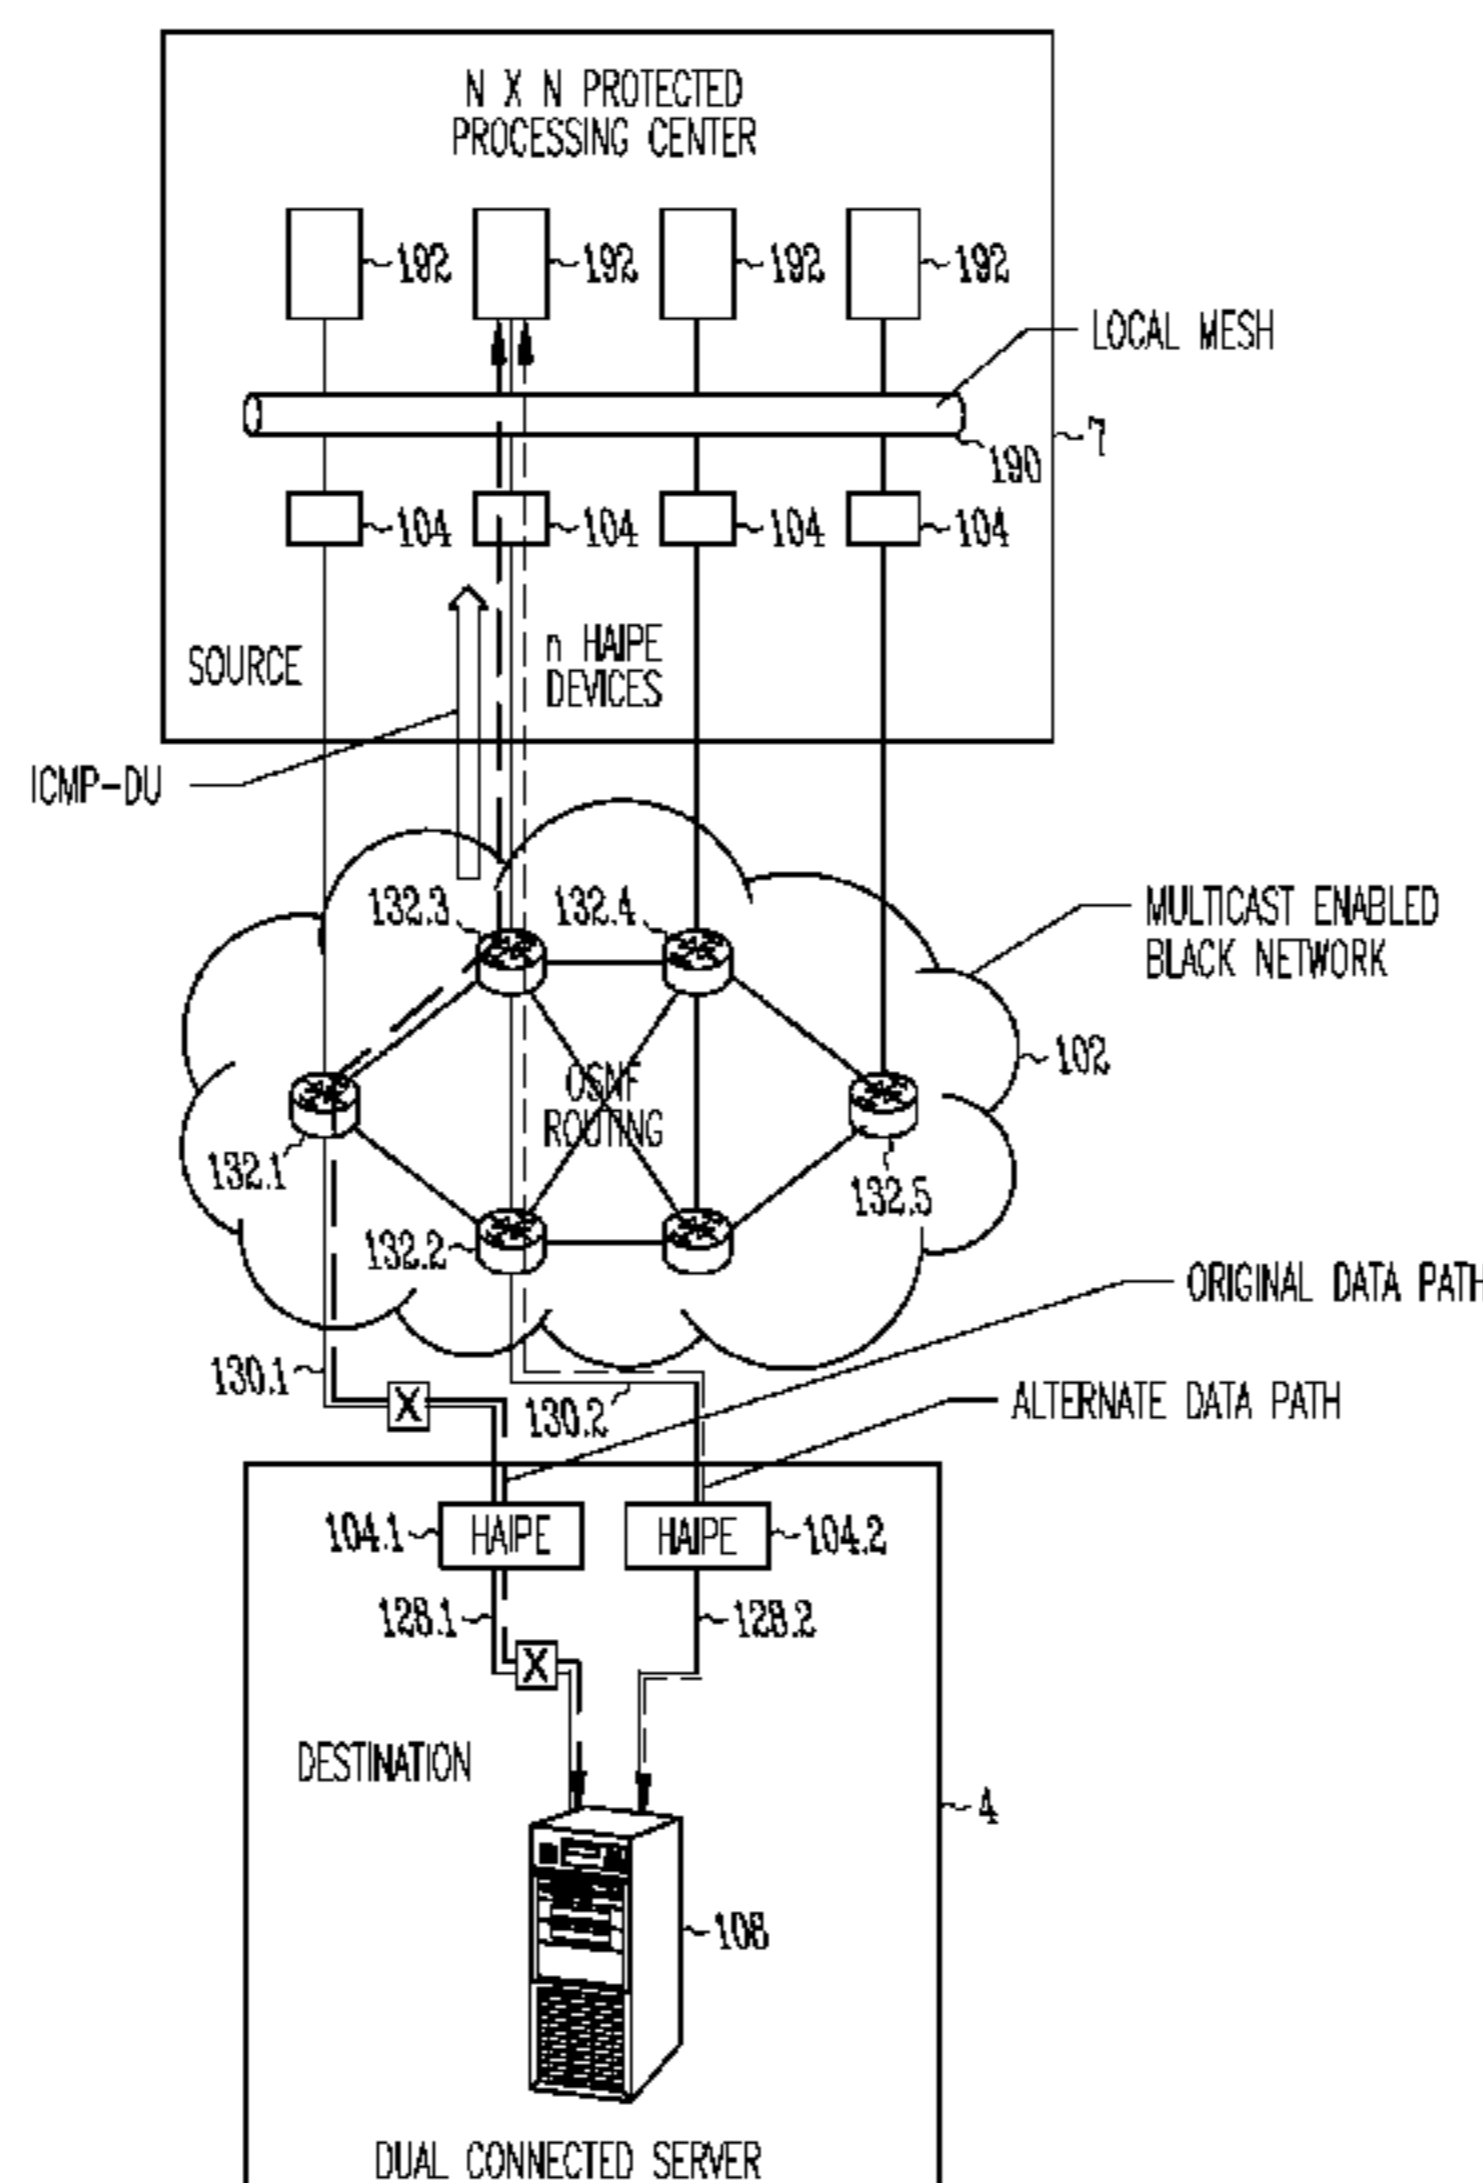 N X N PROTECTED
PROCESSING CENTER
192
192
192
192
LOCAL MESH
7
190
104
104
104
104
SOURCE
n HAIPE
DEVICES
ICMP-DU
132.3
132.4
MULTICAST ENABLED
BLACK NETWORK
102
OSNF
ROUTING
132.1
132.5
132.2
ORIGINAL DATA PATH
130.1
X
130.2
ALTERNATE DATA PATH
104.1
HAIPE
HAIPE
104.2
128.1
128.2
X
DESTINATION
4
108
DUAL CONNECTED SERVER